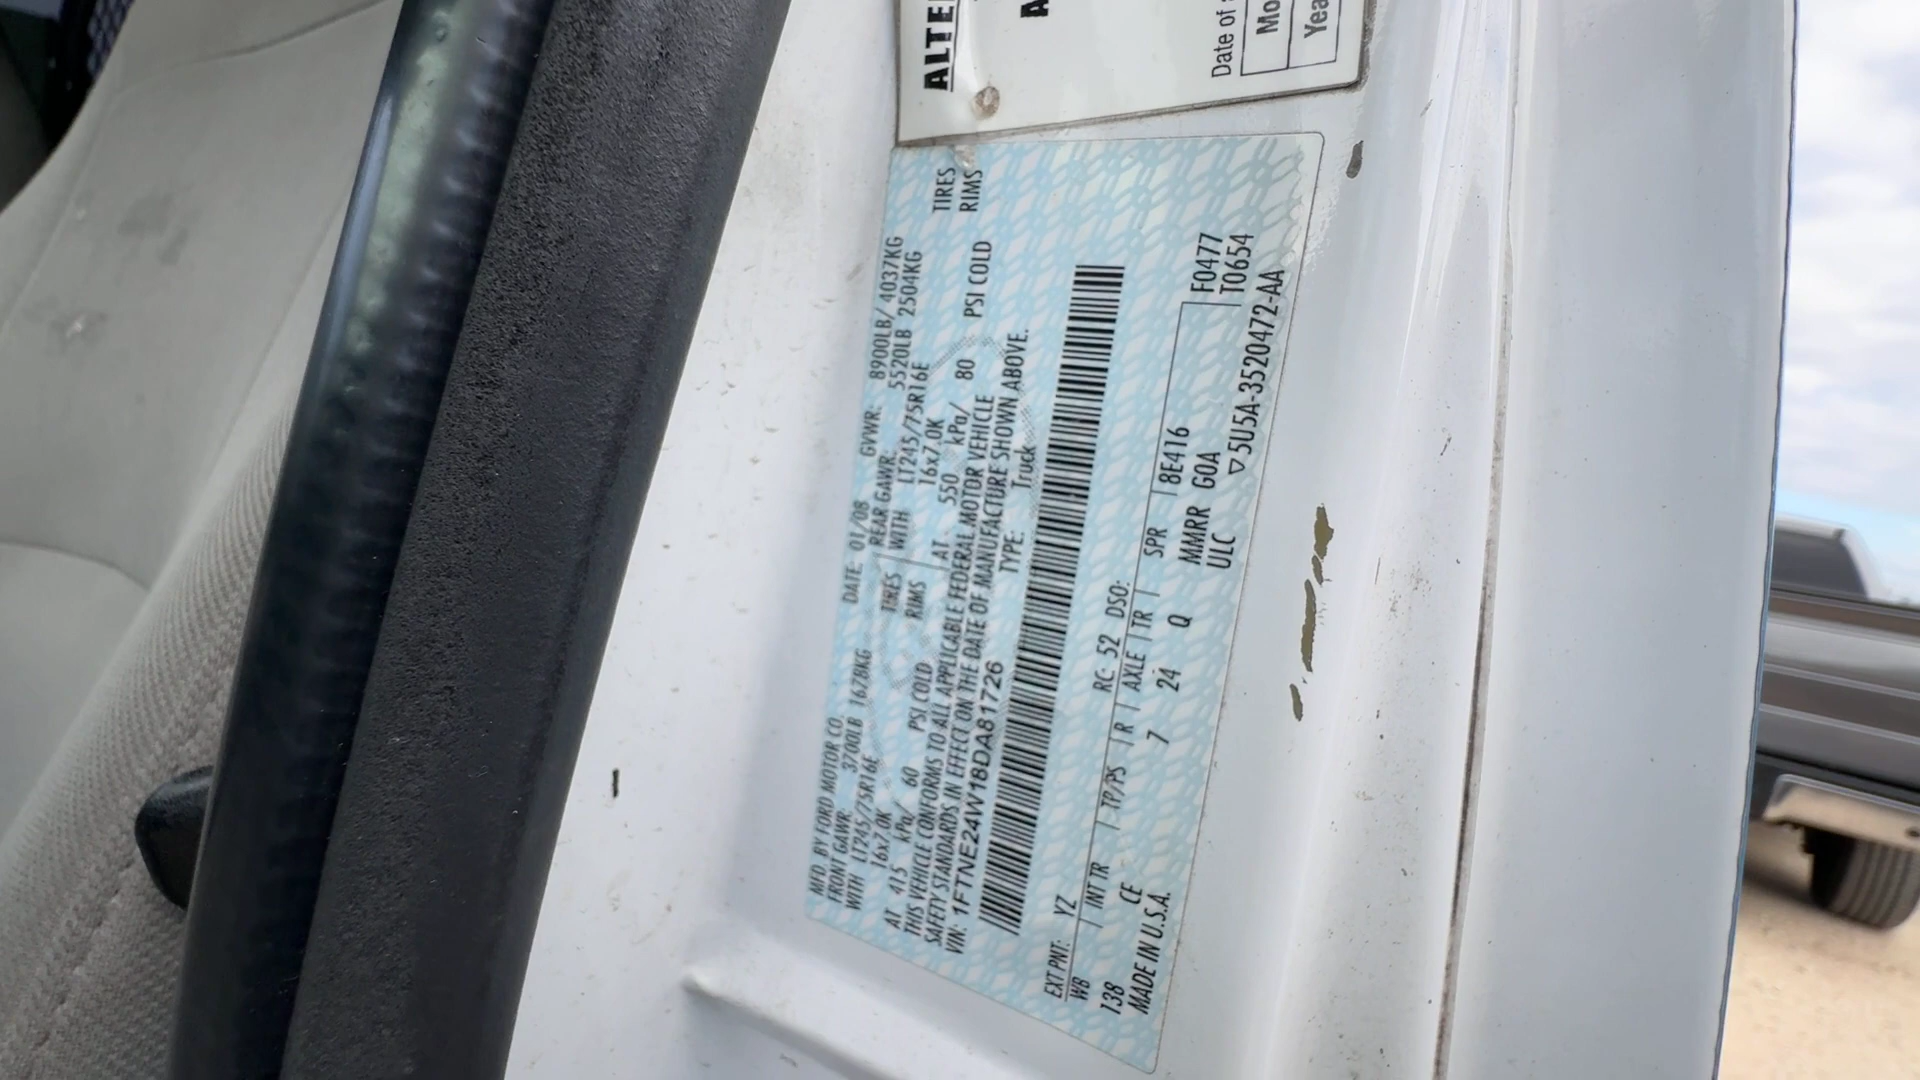 MFD. BY FORD MOTOR CO.
DATE: 01/08 GVWR: 8900LB/ 4037KG
FRONT GAWR: 3700LB 1678KG REAR GAWR: 5520LB 2504KG
WITH LT245/75R16E TIRES WITH LT245/75R16E TIRES
16x7.0K RIMS 16x7.0K RIMS
AT 415 kPa/ 60 PSI COLD AT 550 kPa/ 80 PSI COLD
THIS VEHICLE CONFORMS TO ALL APPLICABLE FEDERAL MOTOR VEHICLE
SAFETY STANDARDS IN EFFECT ON THE DATE OF MANUFACTURE SHOWN ABOVE.
VIN: 1FTNE24W18DA81726 TYPE: Truck
EXT PNT: YZ RC: 52 DSO:
WB INT TR TP/PS R AXLE TR SPR F0477
138 CE 7 24 Q 8E416 T0654
MMRR G0A
MADE IN U.S.A. ULC ▽5U5A-3520472-AA
Date of